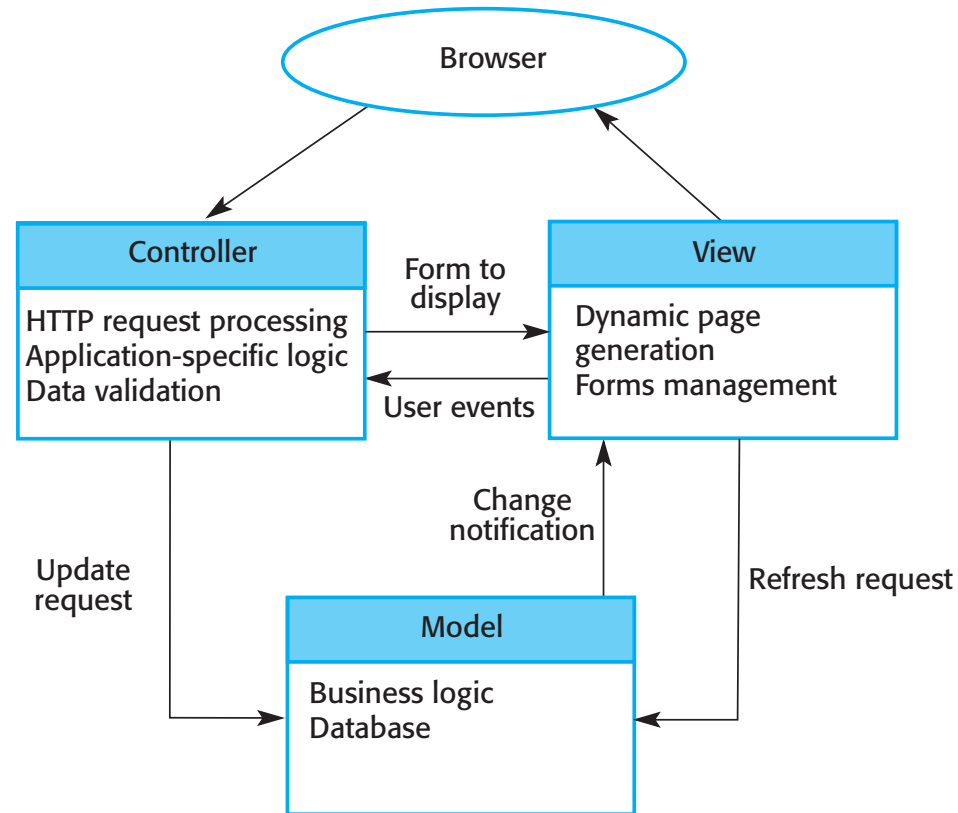 Browser
Controller
HTTP request processing
Application-specific logic
Data validation
Form to
display
User events
View
Dynamic page
generation
Forms management
Update
request
Change
notification
Refresh request
Model
Business logic
Database